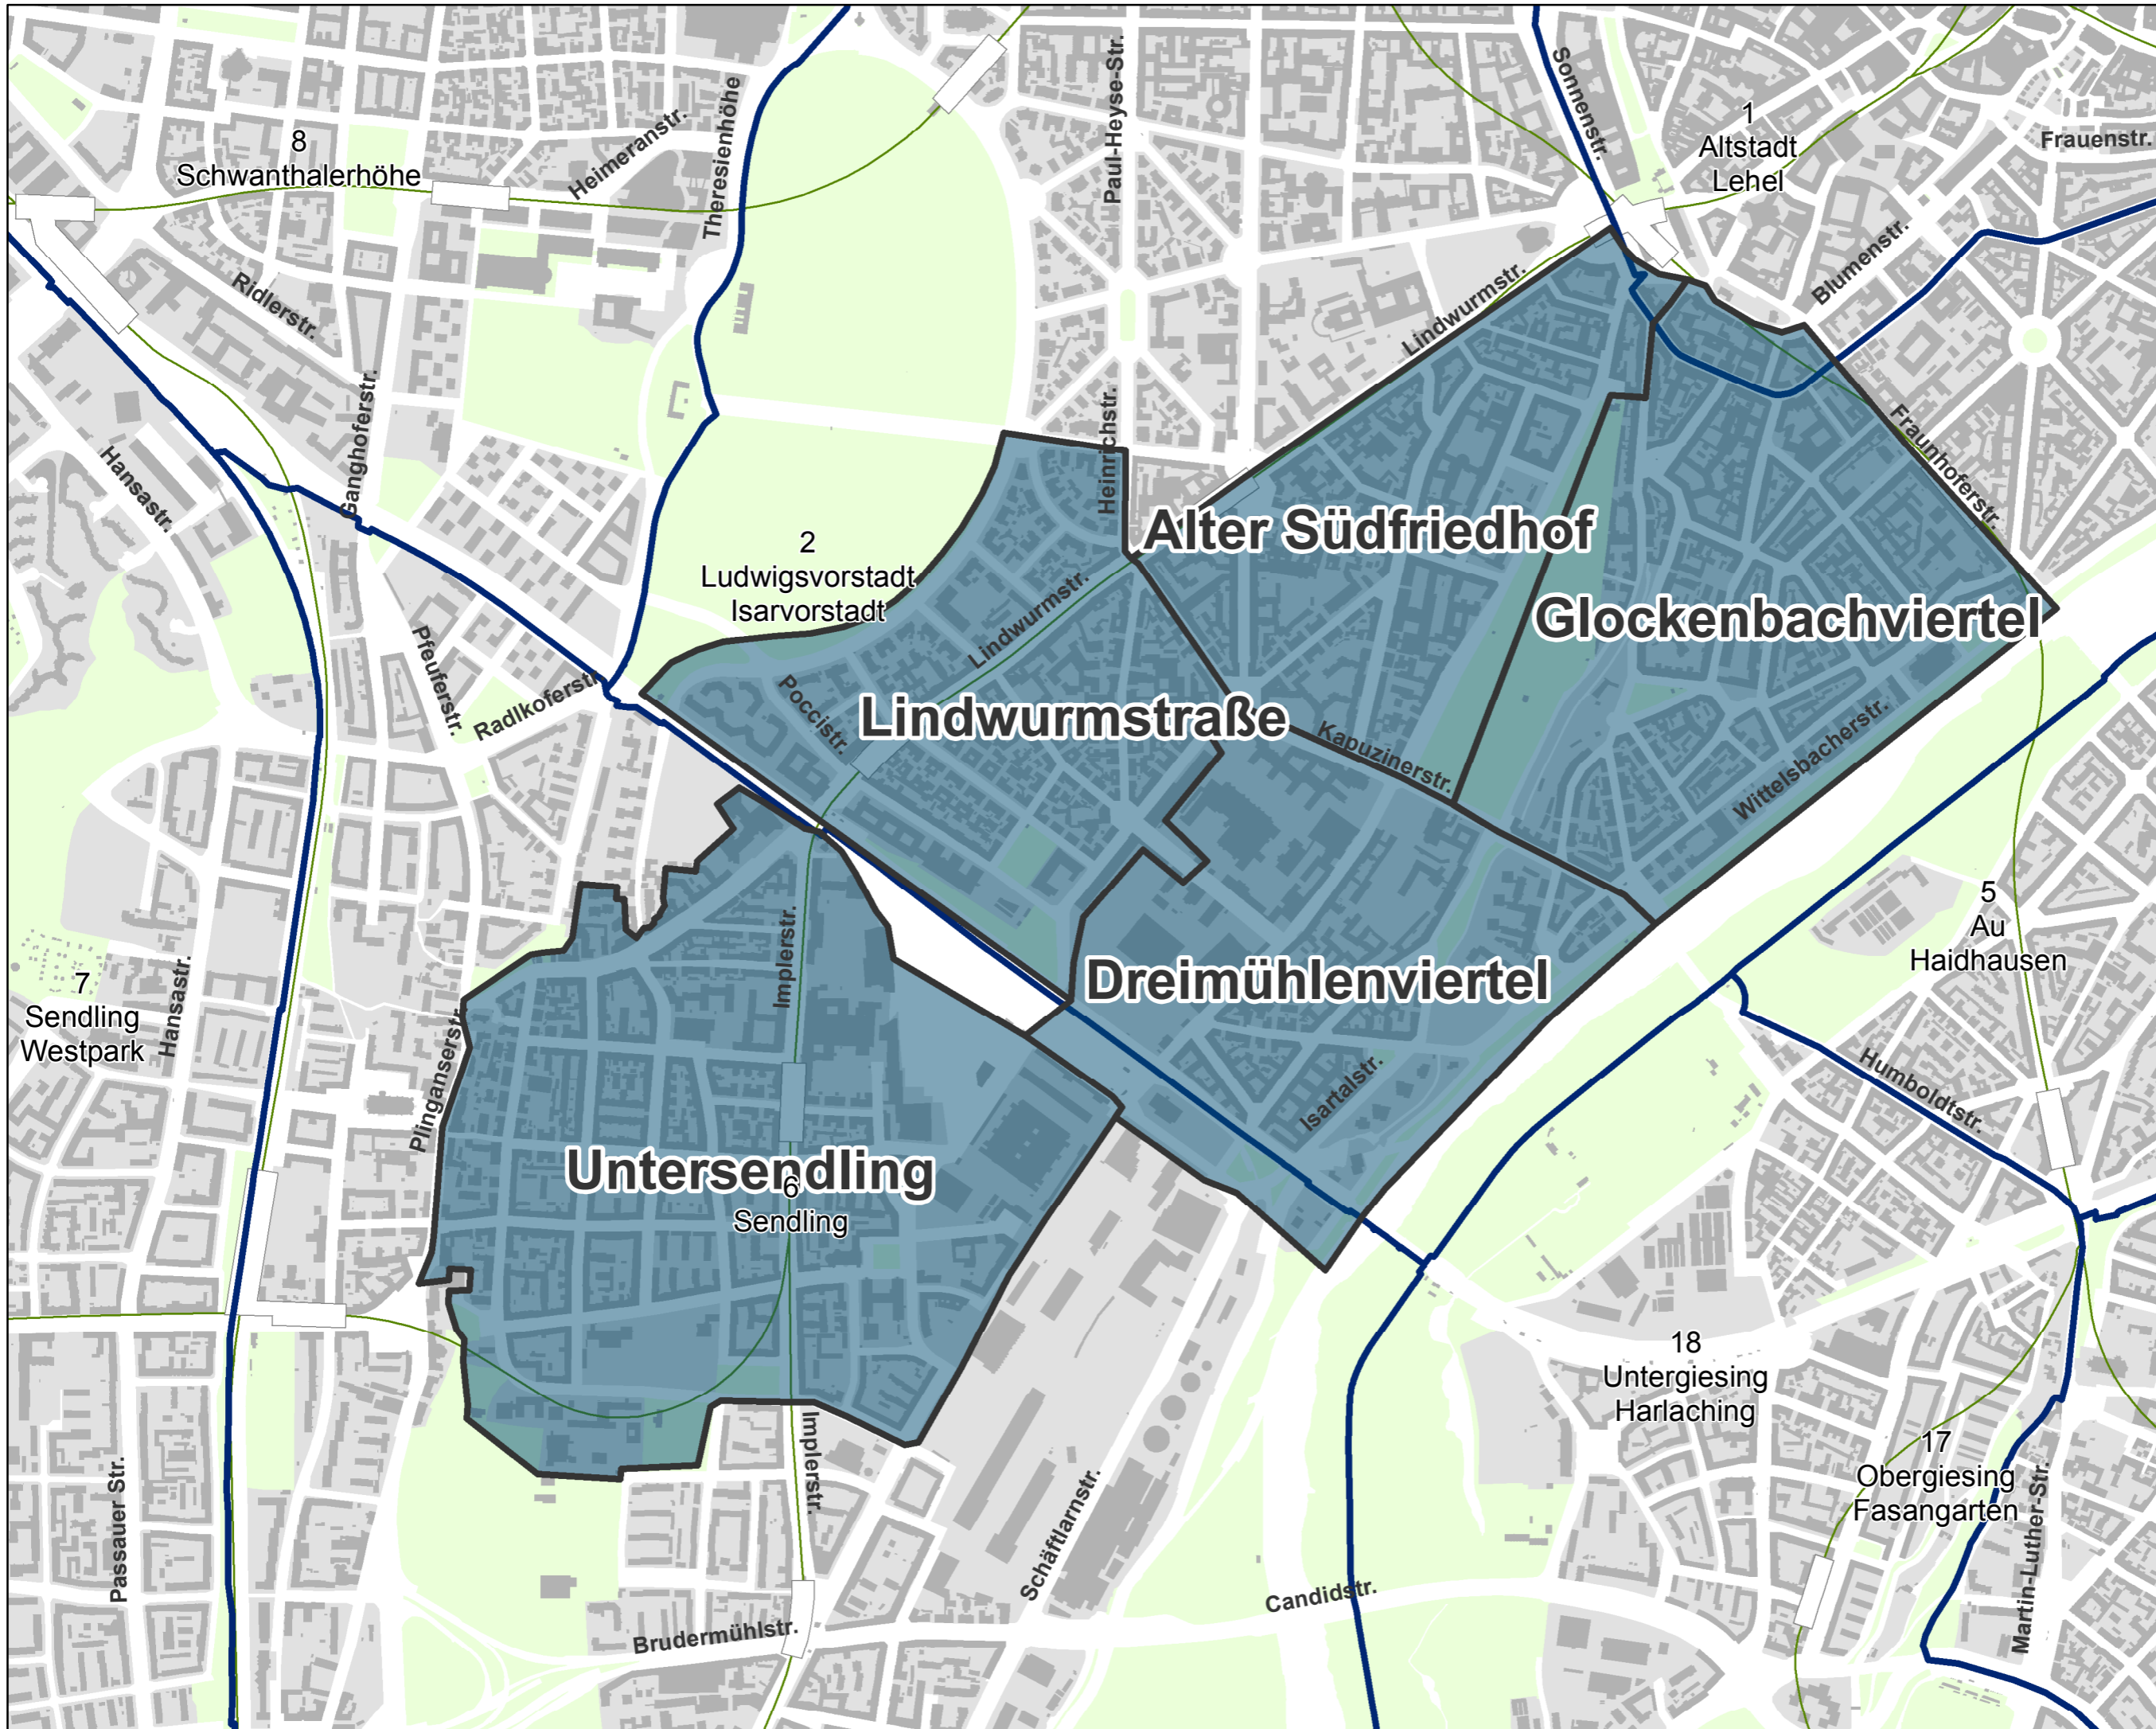 Sonnenstr.
Paul-Heyse-Str.
Theresienhöhe
Heimeranstr.
8
Schwanthalerhöhe
1
Altstadt
Lehel
Frauenstr.
Blumenstr.
Ridlerstr.
Lindwurmstr.
Ganghoferstr.
Hansastr.
Heinrichstr.
Fraunhoferstr.
Alter Südfriedhof
2
Ludwigsvorstadt
Isarvorstadt
Lindwurmstr.
Glockenbachviertel
Pfeuferstr.
Radlkoferstr.
Poccistr.
Lindwurmstraße
Kapuzinerstr.
Wittelsbacherstr.
5
Au
Haidhausen
Implerstr.
7
Sendling
Westpark
Hansastr.
Dreimühlenviertel
Plinganserstr.
Isartalstr.
Humboldtstr.
Untersendling
6
Sendling
18
Untergiesing
Harlaching
17
Obergiesing
Fasangarten
Implerstr.
Passauer Str.
Schäftlarnstr.
Martin-Luther-Str.
Candidstr.
Brudermühlstr.